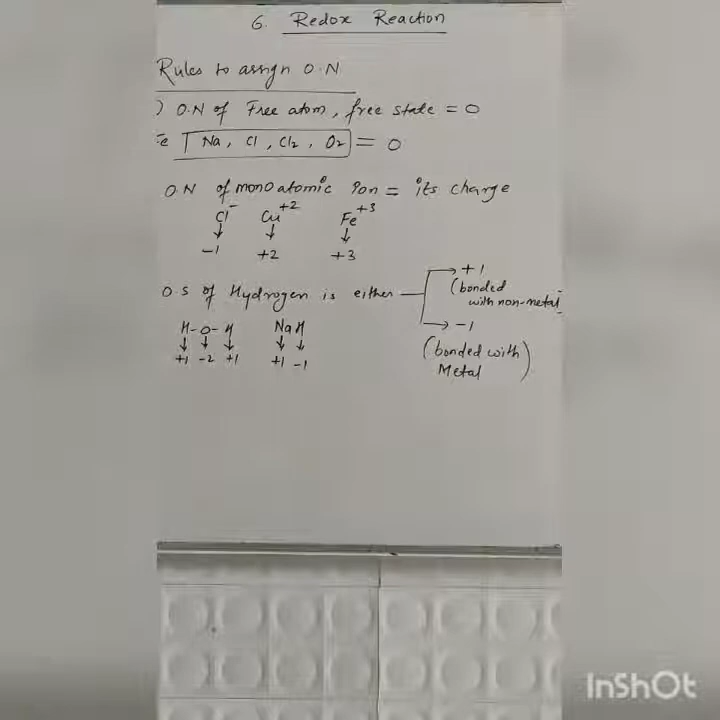 6. Redox Reaction
Rules to assign O.N
) O.N of Free atom, free state = 0
Na, Cl, Cl2, O2 = 0
O.N of monoatomic Ion = its charge
Cl- Cu+2 Fe+3
-1 +2 +3
O.S of Hydrogen is either
+1
(bonded with non-metal
-1
(bonded with Metal)
H-O-H NaH
+1 -2 +1 +1 -1
InShOt